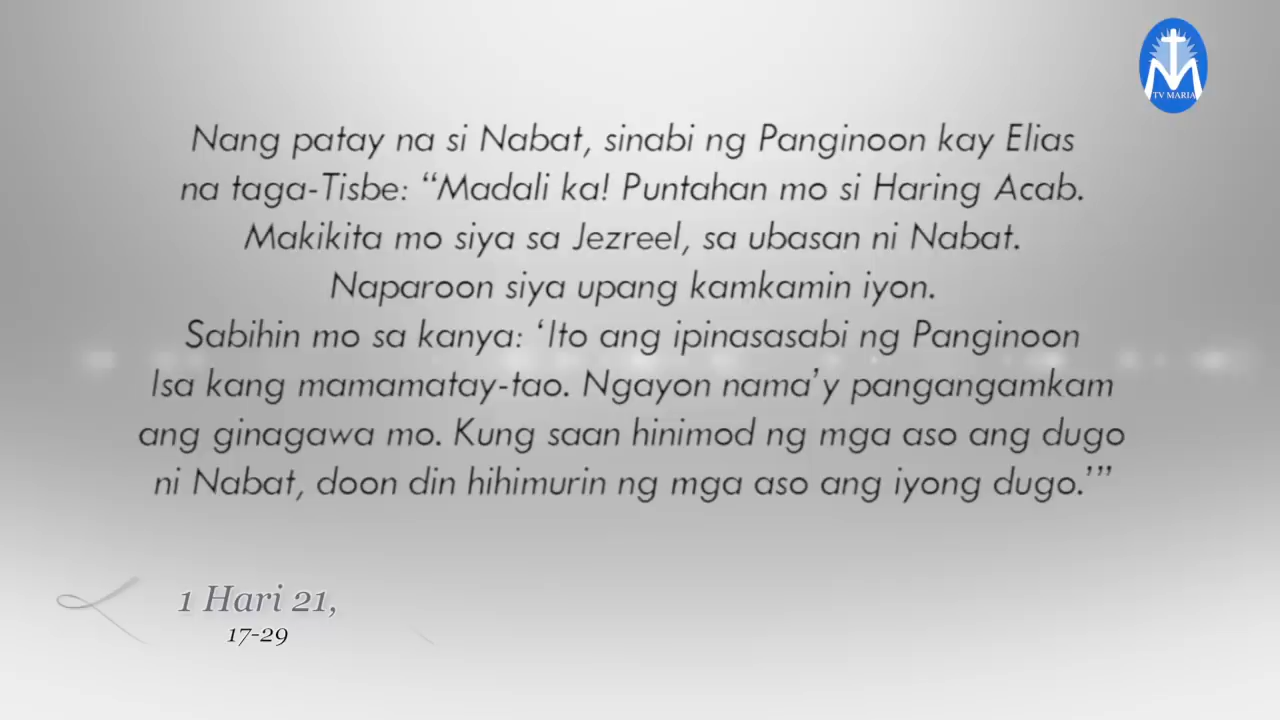 TV MARIA
Nang patay na si Nabat, sinabi ng Panginoon kay Elias
na taga-Tisbe: “Madali ka! Puntahan mo si Haring Acab.
Makikita mo siya sa Jezreel, sa ubasan ni Nabat.
Naparoon siya upang kamkamin iyon.
Sabihin mo sa kanya: ‘Ito ang ipinasasabi ng Panginoon
Isa kang mamamatay-tao. Ngayon nama’y pangangamkam
ang ginagawa mo. Kung saan hinimod ng mga aso ang dugo
ni Nabat, doon din hihimurin ng mga aso ang iyong dugo.’”
1 Hari 21,
17-29